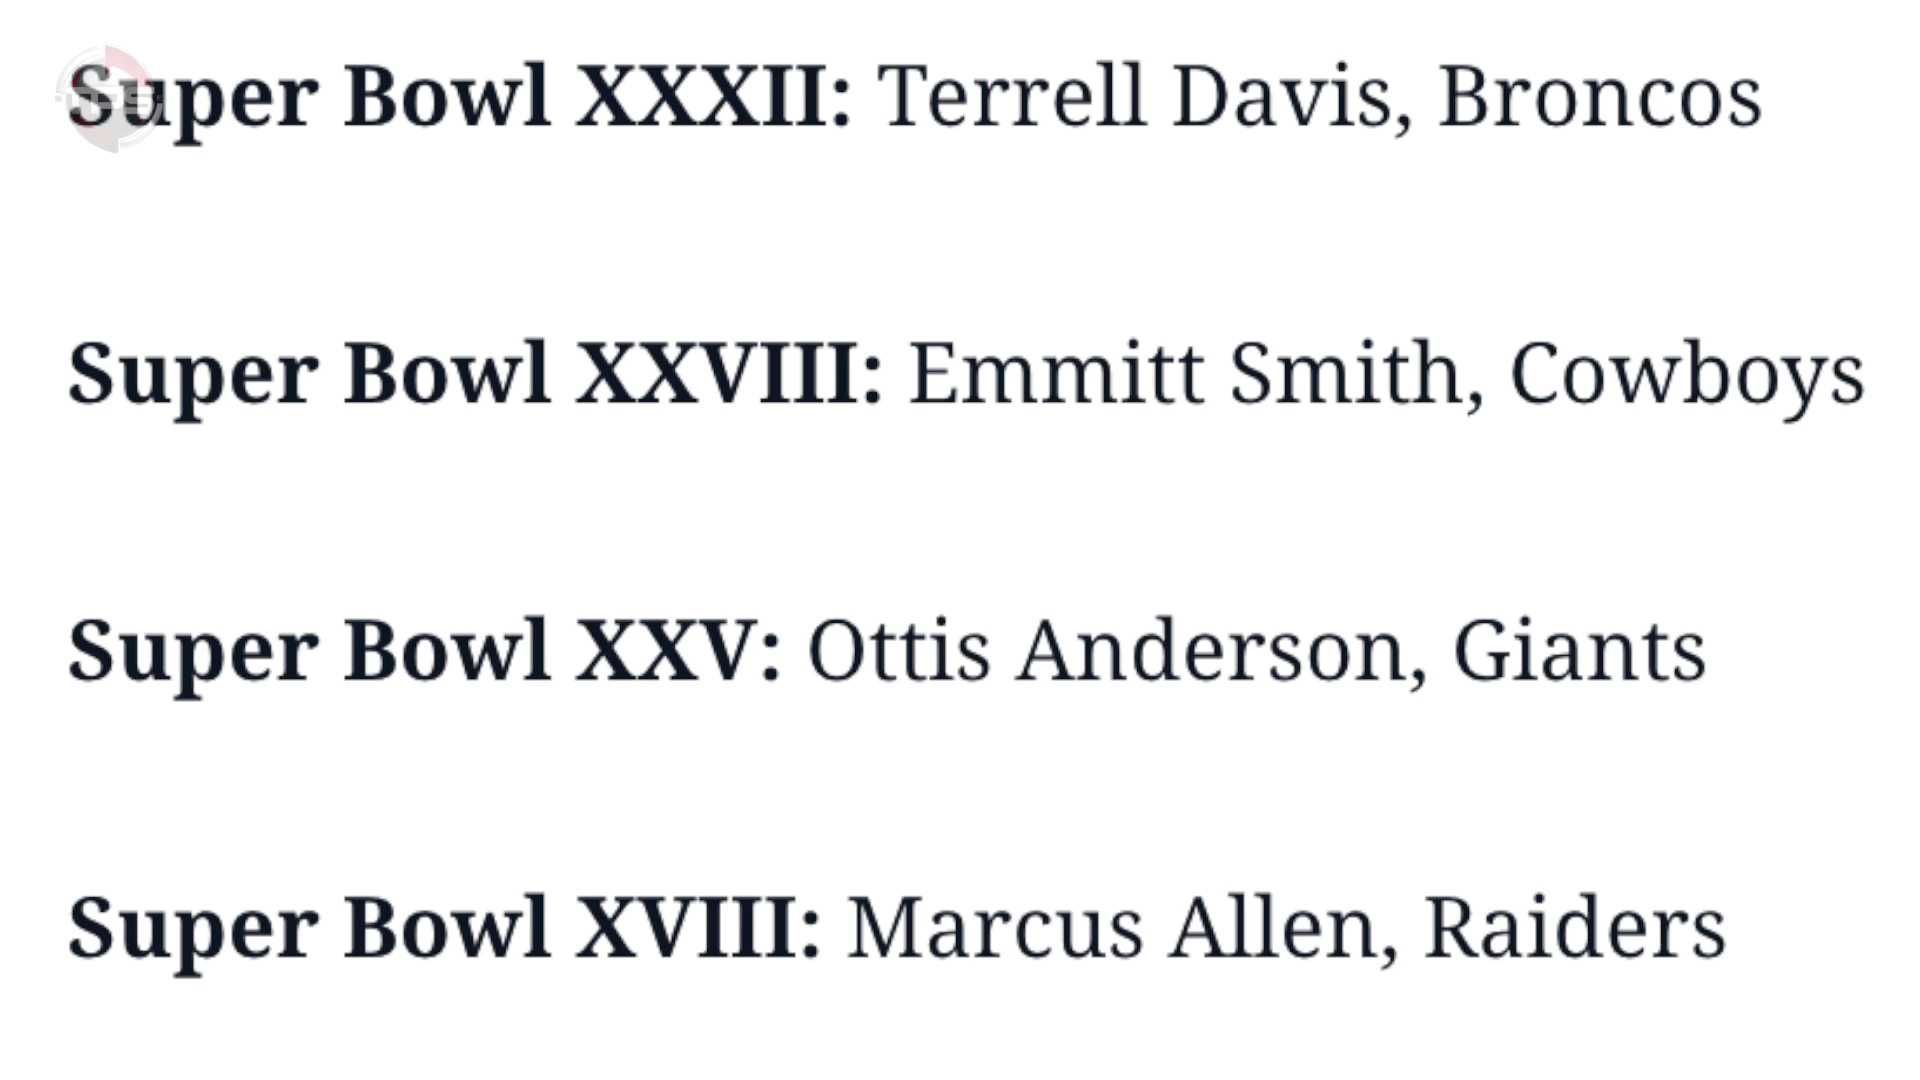 Super Bowl XXXII: Terrell Davis, Broncos
Super Bowl XXVIII: Emmitt Smith, Cowboys
Super Bowl XXV: Ottis Anderson, Giants
Super Bowl XVIII: Marcus Allen, Raiders